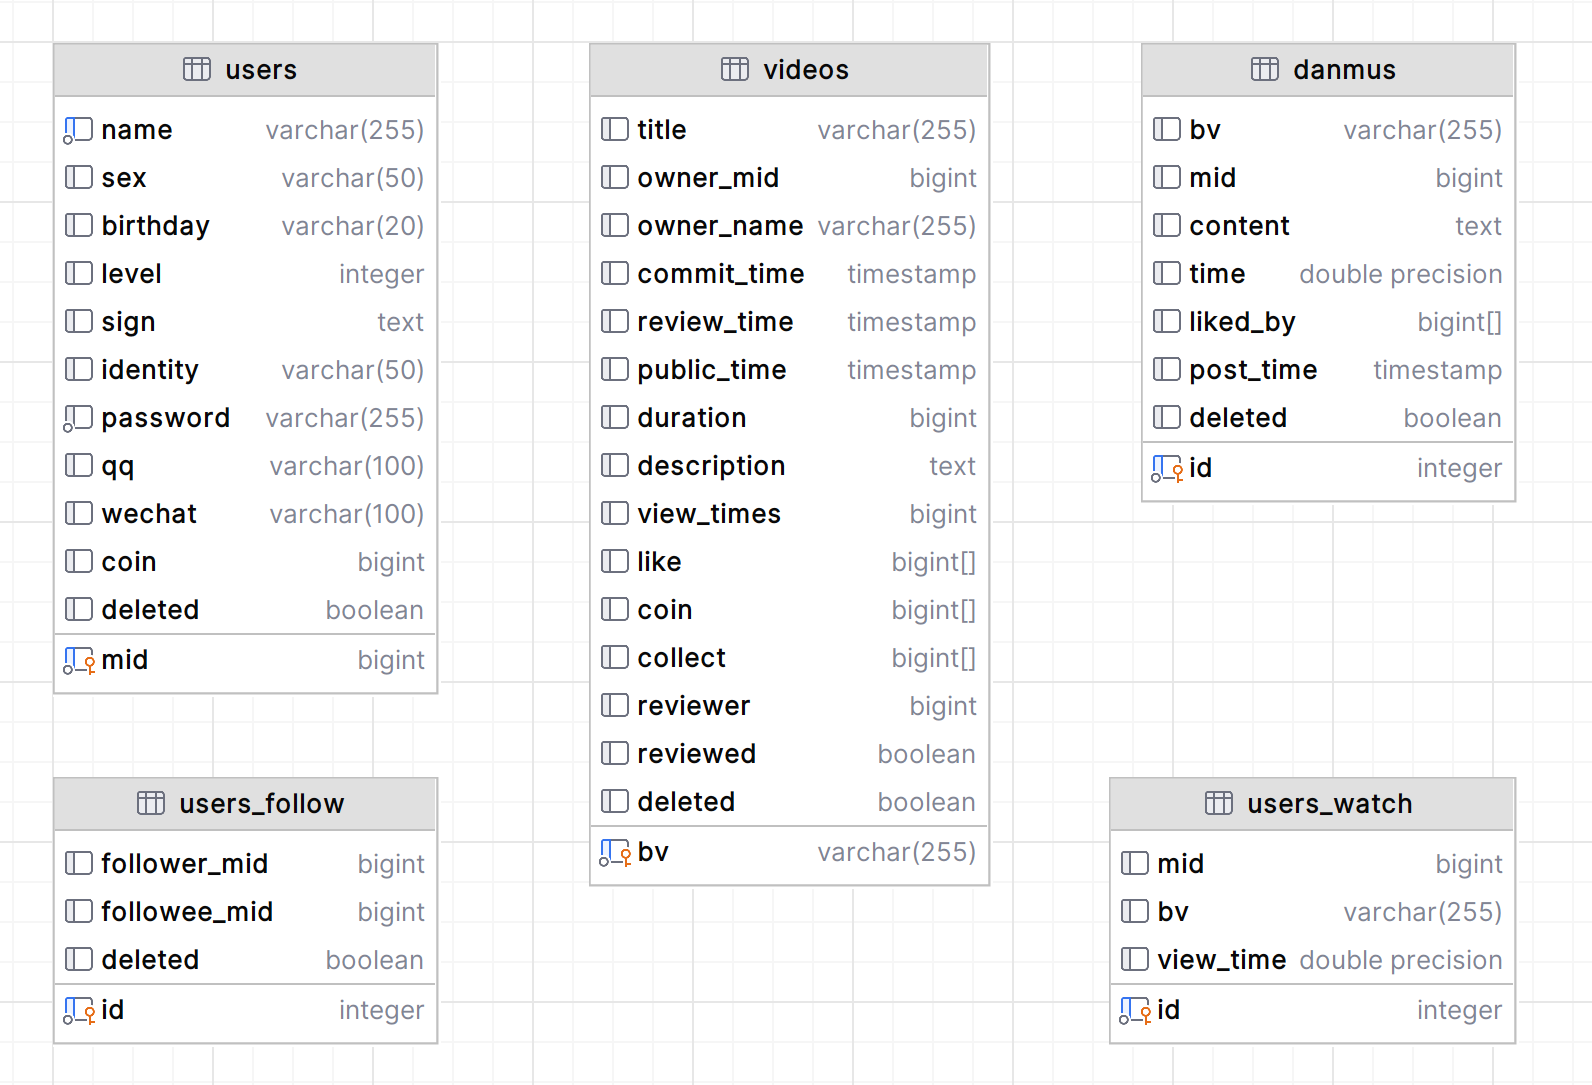 users
name varchar(255)
sex varchar(50)
birthday varchar(20)
level integer
sign text
identity varchar(50)
password varchar(255)
qq varchar(100)
wechat varchar(100)
coin bigint
deleted boolean
mid bigint
videos
title varchar(255)
owner_mid bigint
owner_name varchar(255)
commit_time timestamp
review_time timestamp
public_time timestamp
duration bigint
description text
view_times bigint
like bigint[]
coin bigint[]
collect bigint[]
reviewer bigint
reviewed boolean
deleted boolean
bv varchar(255)
danmus
bv varchar(255)
mid bigint
content text
time double precision
liked_by bigint[]
post_time timestamp
deleted boolean
id integer
users_follow
follower_mid bigint
followee_mid bigint
deleted boolean
id integer
users_watch
mid bigint
bv varchar(255)
view_time double precision
id integer